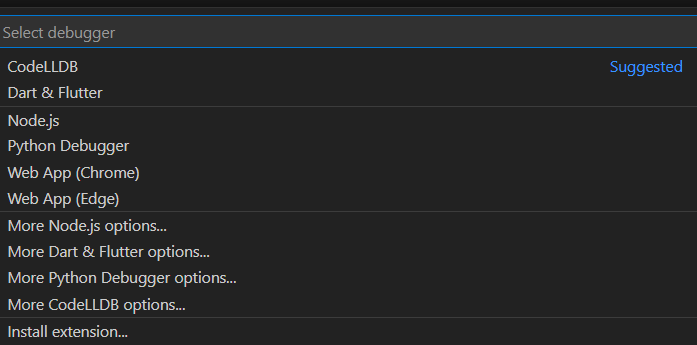 Select debugger
CodeLLDB Suggested
Dart & Flutter
Node.js
Python Debugger
Web App (Chrome)
Web App (Edge)
More Node.js options...
More Dart & Flutter options...
More Python Debugger options...
More CodeLLDB options...
Install extension...